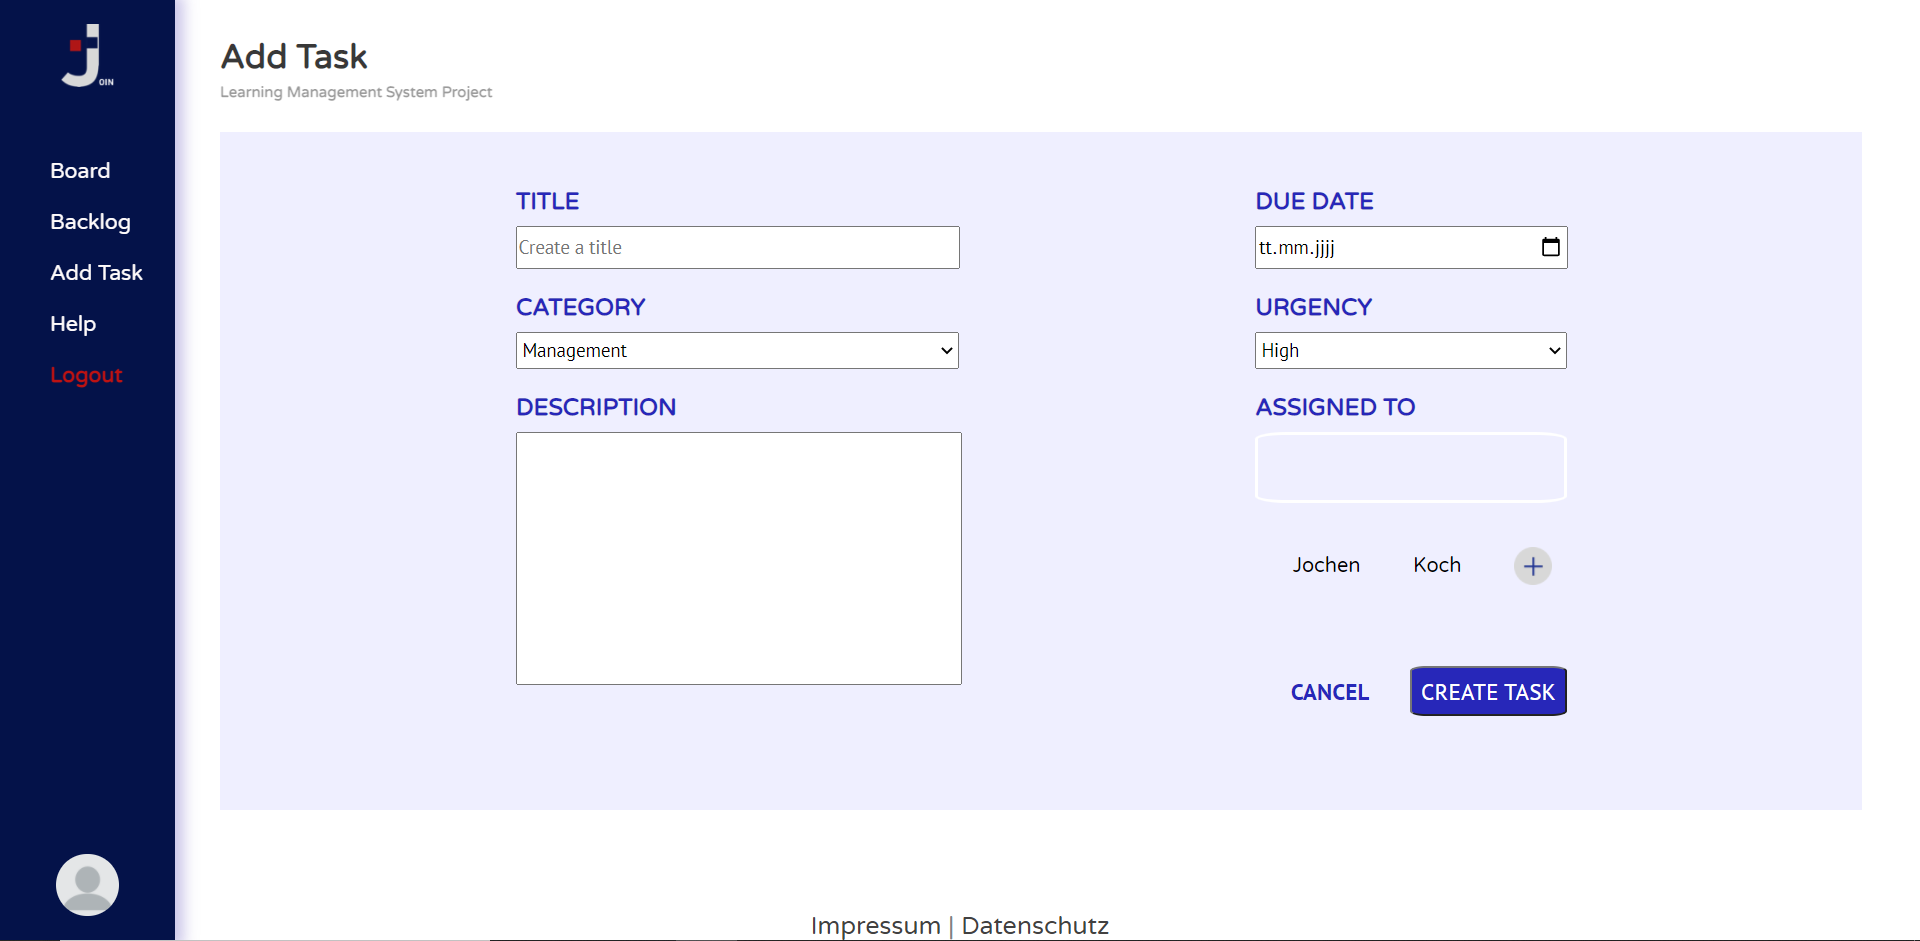 OIN
Board
Backlog
Add Task
Help
Logout
Add Task
Learning Management System Project
TITLE
Create a title
CATEGORY
Management
DESCRIPTION
DUE DATE
tt.mm.jjjj
URGENCY
High
ASSIGNED TO
Jochen Koch
CANCEL CREATE TASK
Impressum | Datenschutz